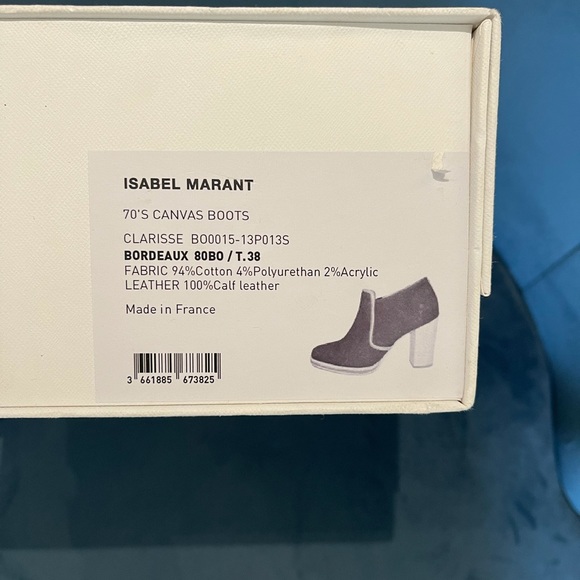 ISABEL MARANT
70'S CANVAS BOOTS
CLARISSE BO0015-13P013S
BORDEAUX 80BO / T.38
FABRIC 94%Cotton 4%Polyurethan 2%Acrylic
LEATHER 100%Calf leather
Made in France
3 661885 673825